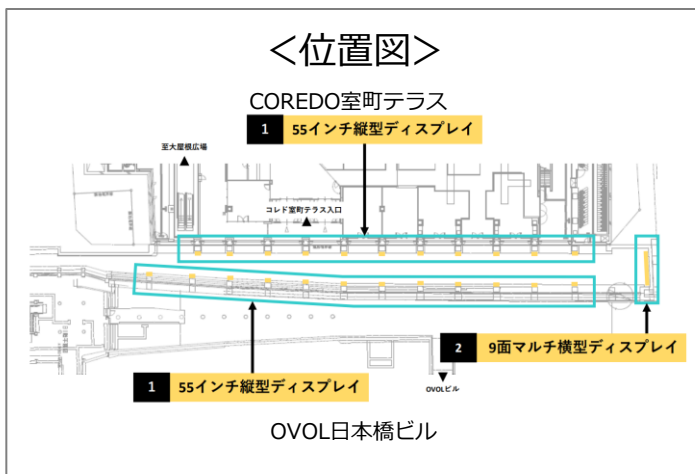 ＜位置図＞
COREDO室町テラス
1 55インチ縦型ディスプレイ
至大屋根広場
コレド室町テラス入口
2 9面マルチ横型ディスプレイ
1 55インチ縦型ディスプレイ
OVOLビル
OVOL日本橋ビル